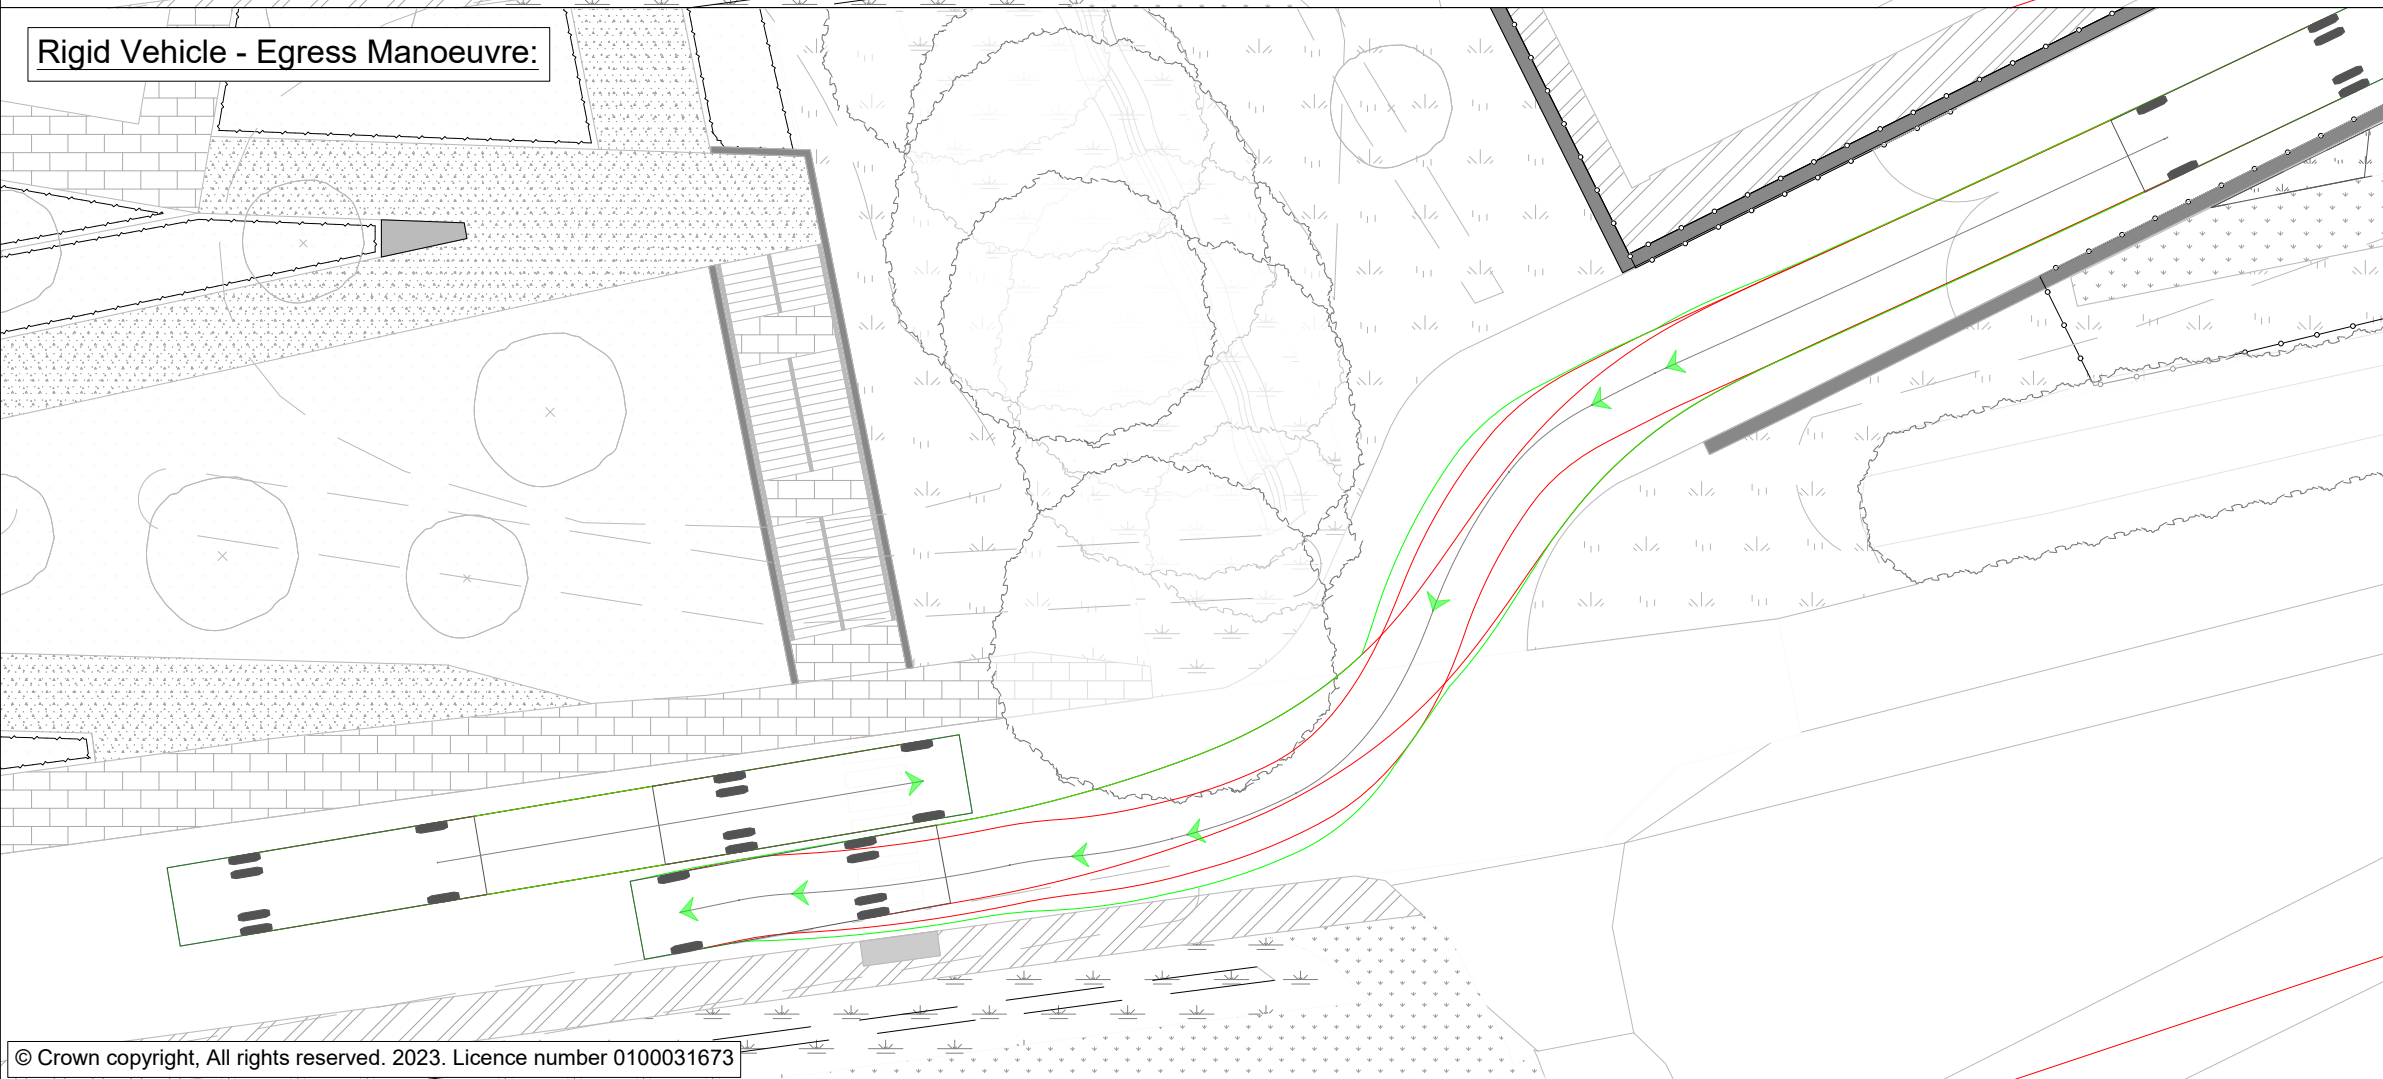 Rigid Vehicle - Egress Manoeuvre:
© Crown copyright, All rights reserved. 2023. Licence number 0100031673